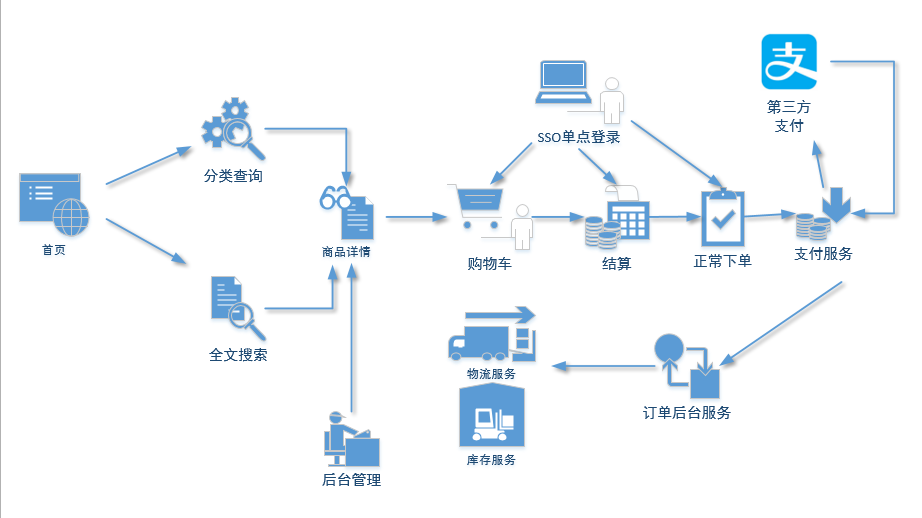 支
第三方
支付
SSO单点登录
分类查询
首页
商品详情
购物车
结算
正常下单
支付服务
全文搜索
物流服务
订单后台服务
库存服务
后台管理